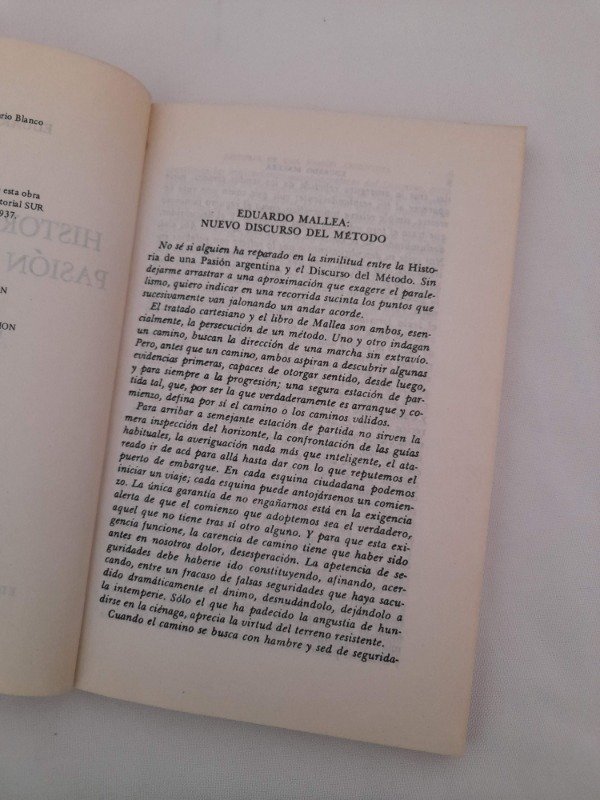 rio Blanco
esta obra
torial SUR
937.
HISTOR
PASIÓN
N
ION
EDUARDO MALLEA:
NUEVO DISCURSO DEL MÉTODO
No sé si alguien ha reparado en la similitud entre la Histo-
ria de una Pasión argentina y el Discurso del Método. Sin
dejarme arrastrar a una aproximación que exagere el parale-
lismo, quiero indicar en una recorrida sucinta los puntos que
sucesivamente van jalonando un andar acorde.
El tratado cartesiano y el libro de Mallea son ambos, esen-
cialmente, la persecución de un método. Uno y otro indagan
un camino, buscan la dirección de una marcha sin extravío.
Pero, antes que un camino, ambos aspiran a descubrir algunas
evidencias primeras, capaces de otorgar sentido, desde luego,
y para siempre a la progresión; una segura estación de par-
tida tal, que, por ser la que verdaderamente es arranque y co-
mienzo, defina por sí el camino o los caminos válidos.
Para arribar a semejante estación de partida no sirven la
mera inspección del horizonte, la confrontación de las guías
habituales, la averiguación nada más que inteligente, el ata-
reado ir de acá para allá hasta dar con lo que reputemos el
puerto de embarque. En cada esquina ciudadana podemos
iniciar un viaje; cada esquina puede antojársenos un comien-
zo. La única garantía de no engañarnos está en la exigencia
alerta de que el comienzo que adoptemos sea el verdadero,
aquel que no tiene tras sí otro alguno. Y para que esta exi-
gencia funcione, la carencia de camino tiene que haber sido
antes en nosotros dolor, desesperación. La apetencia de se-
guridades debe haberse ido constituyendo, afinando, acer-
cando, entre un fracaso de falsas seguridades que haya sacu-
dido dramáticamente el ánimo, desnudándolo, dejándolo a
la intemperie. Sólo el que ha padecido la angustia de hun-
dirse en la ciénaga, aprecia la virtud del terreno resistente.
Cuando el camino se busca con hambre y sed de segurida-